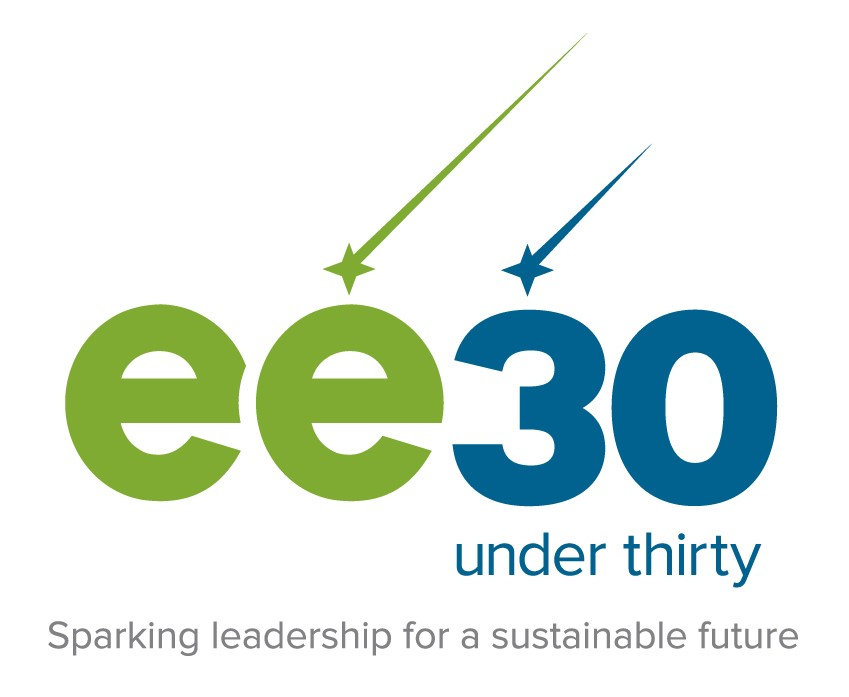 ee30
under thirty
Sparking leadership for a sustainable future